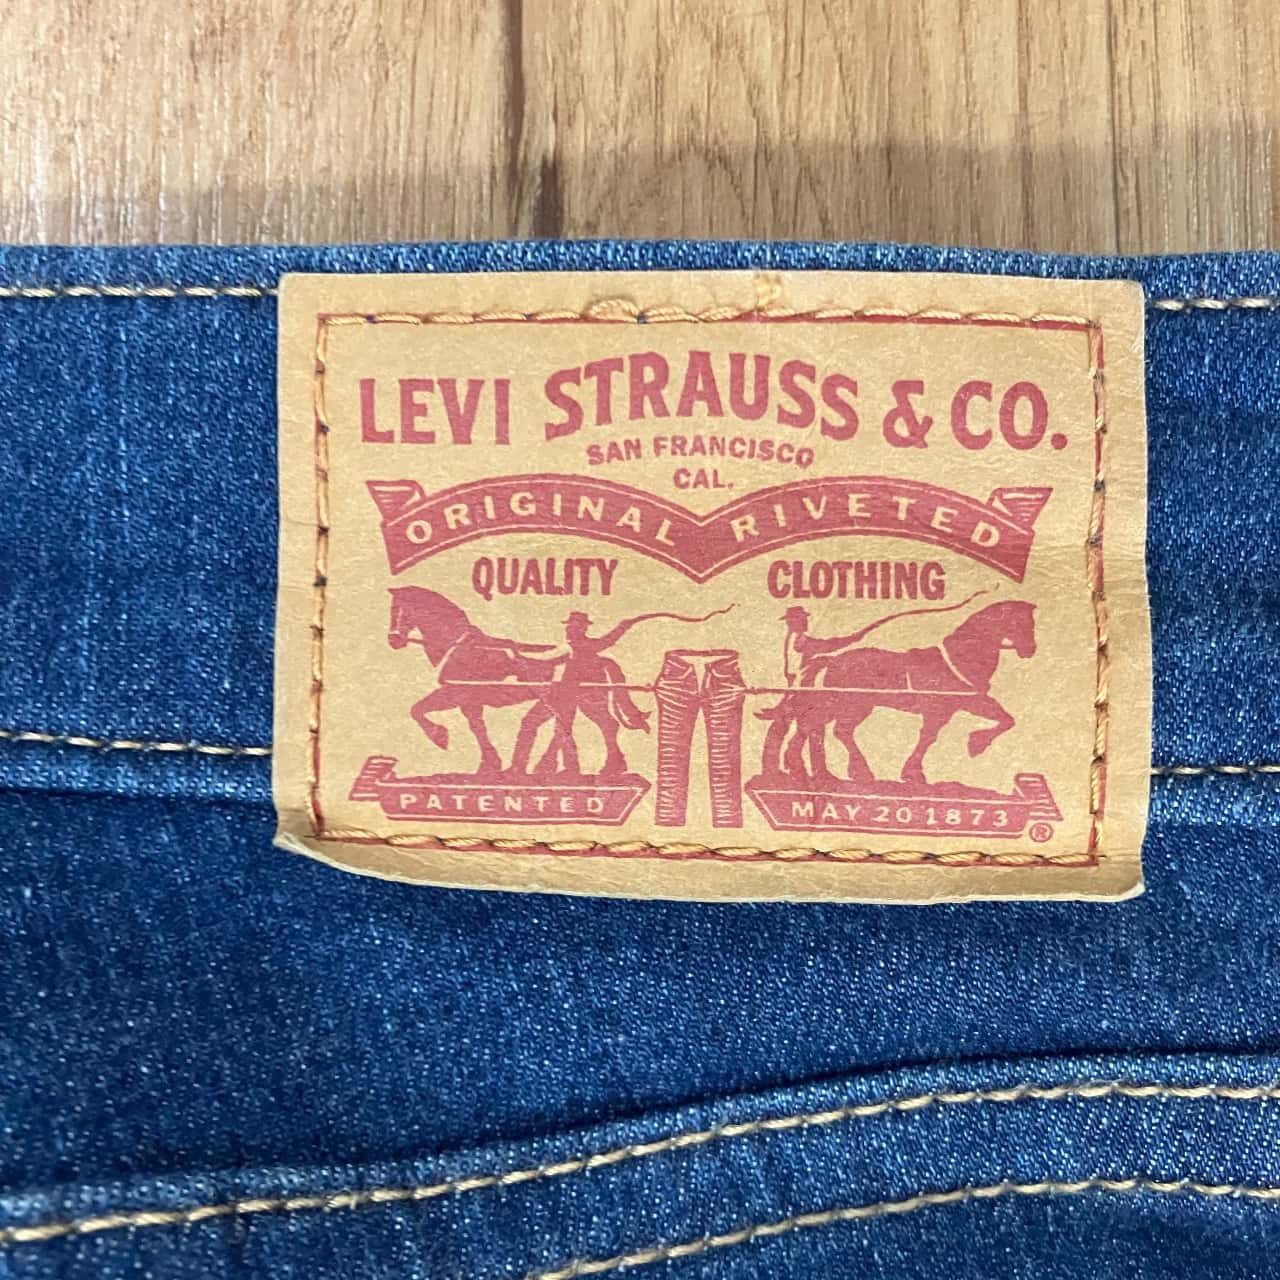 LEVI STRAUSS & CO.
SAN FRANCISCO
CAL.
ORIGINAL RIVETED
QUALITY CLOTHING
PATENTED MAY 20 1873 ®